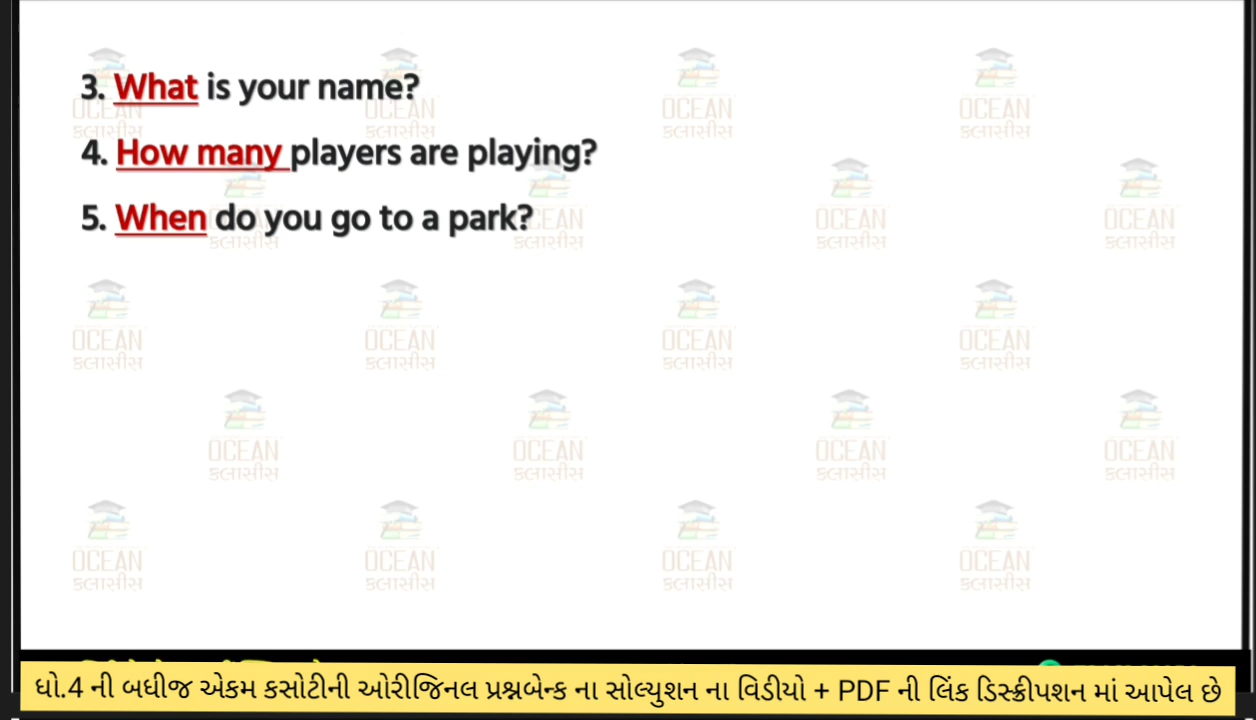 3. What is your name?
4. How many players are playing?
5. When do you go to a park?
OCEAN
ક્લાસીસ
ધો.4 ની બધીજ એકમ કસોટીની ઓરીજિનલ પ્રશ્નબેન્ક ના સોલ્યુશન ના વિડીયો + PDF ની લિંક ડિસ્ક્રીપશન માં આપેલ છે